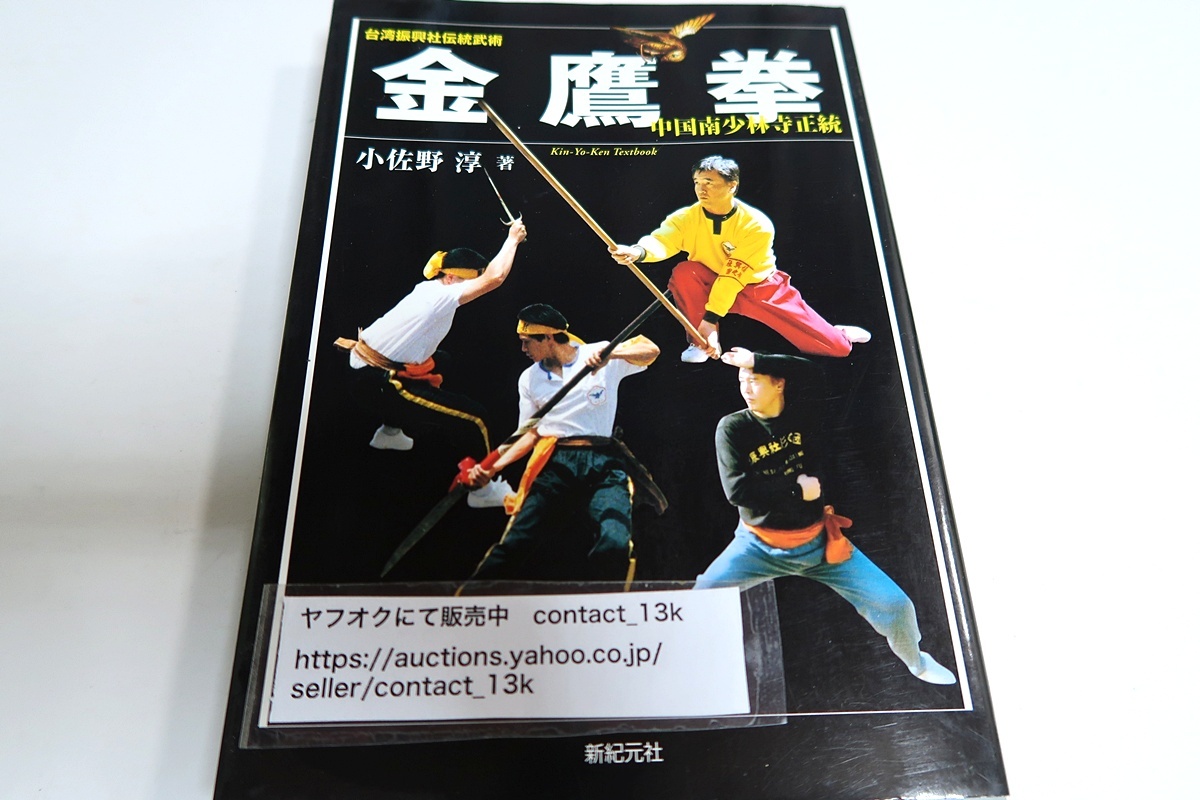 台湾振興社伝統武術
金鷹拳
中国南少林寺正統
小佐野 淳 著
Kin-Yo-Ken Textbook
ヤフオクにて販売中 contact_13k
https://auctions.yahoo.co.jp/
seller/contact_13k
新紀元社